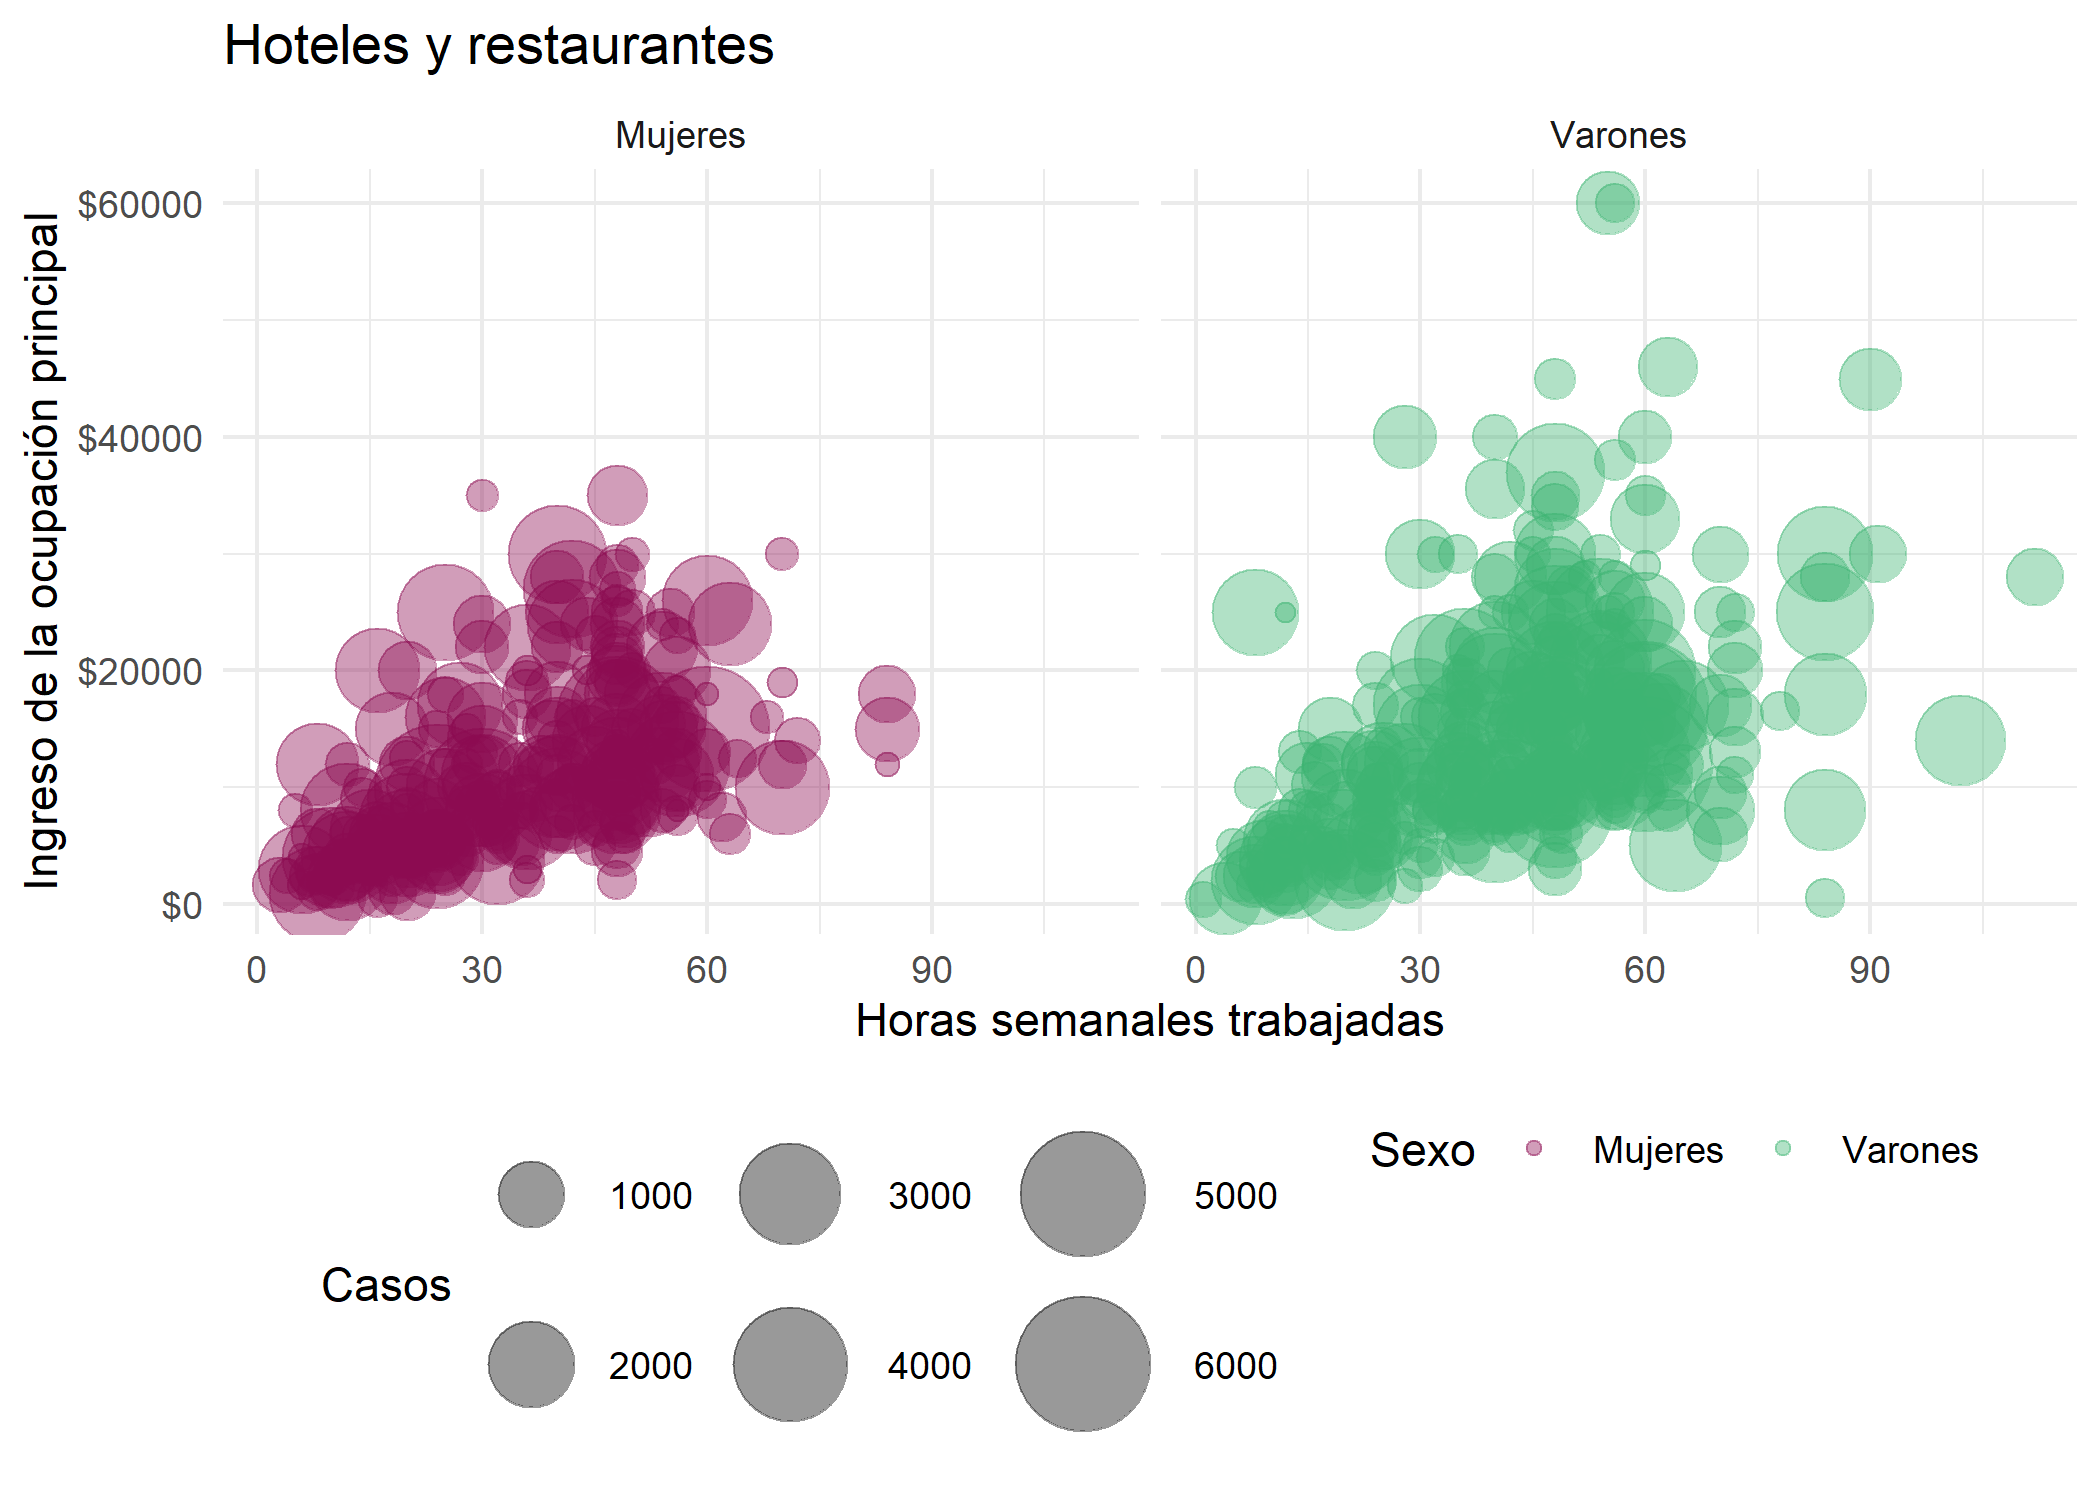 Hoteles y restaurantes
Mujeres
Varones
Ingreso de la ocupación principal
$60000
$40000
$20000
$0
0 30 60 90
0 30 60 90
Horas semanales trabajadas
Casos
1000 3000 5000
2000 4000 6000
Sexo Mujeres Varones